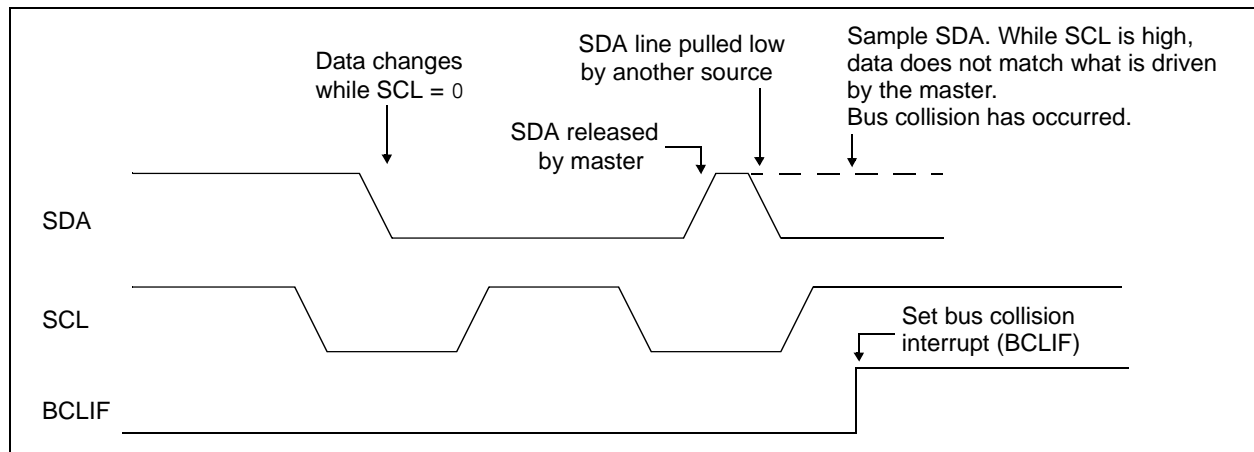 Data changes
while SCL = 0
SDA line pulled low
by another source
Sample SDA. While SCL is high,
data does not match what is driven
by the master.
Bus collision has occurred.
SDA released
by master
SDA
SCL
Set bus collision
interrupt (BCLIF)
BCLIF